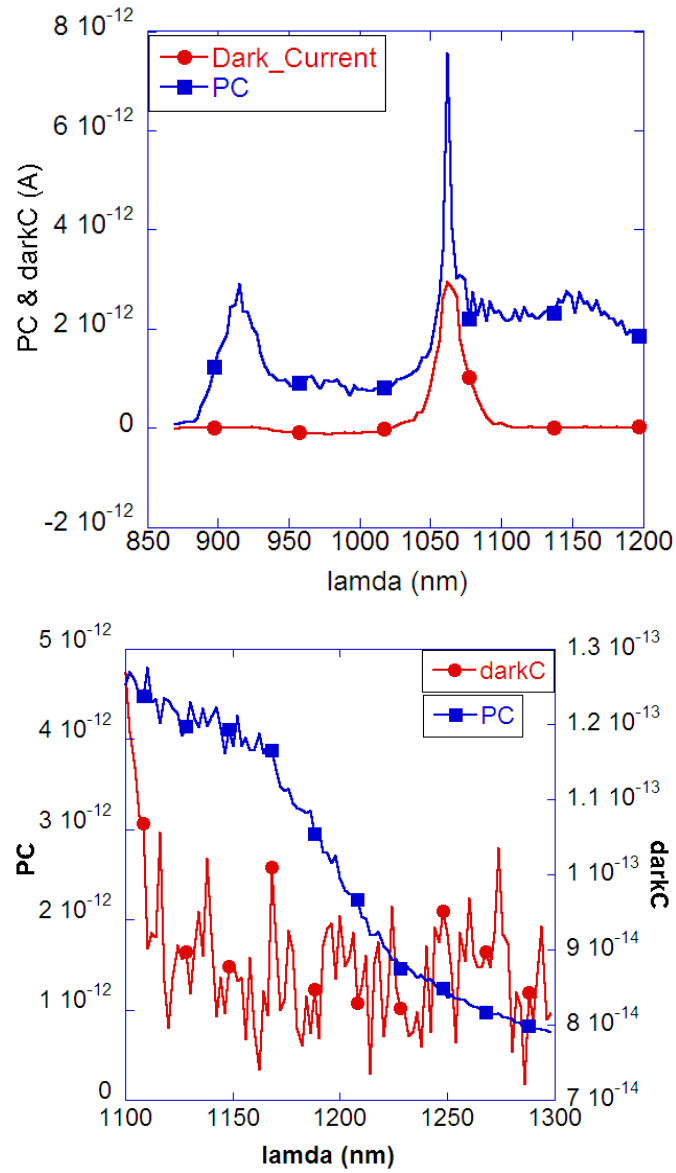 8 10⁻¹²
Dark_Current
PC
6 10⁻¹²
4 10⁻¹²
2 10⁻¹²
0
-2 10⁻¹²
PC & darkC (A)
850 900 950 1000 1050 1100 1150 1200
lamda (nm)
5 10⁻¹² 1.3 10⁻¹³
darkC
PC
4 10⁻¹² 1.2 10⁻¹³
1.1 10⁻¹³
3 10⁻¹²
PC 1 10⁻¹³ darkC
2 10⁻¹²
9 10⁻¹⁴
1 10⁻¹²
8 10⁻¹⁴
0 7 10⁻¹⁴
1100 1150 1200 1250 1300
lamda (nm)